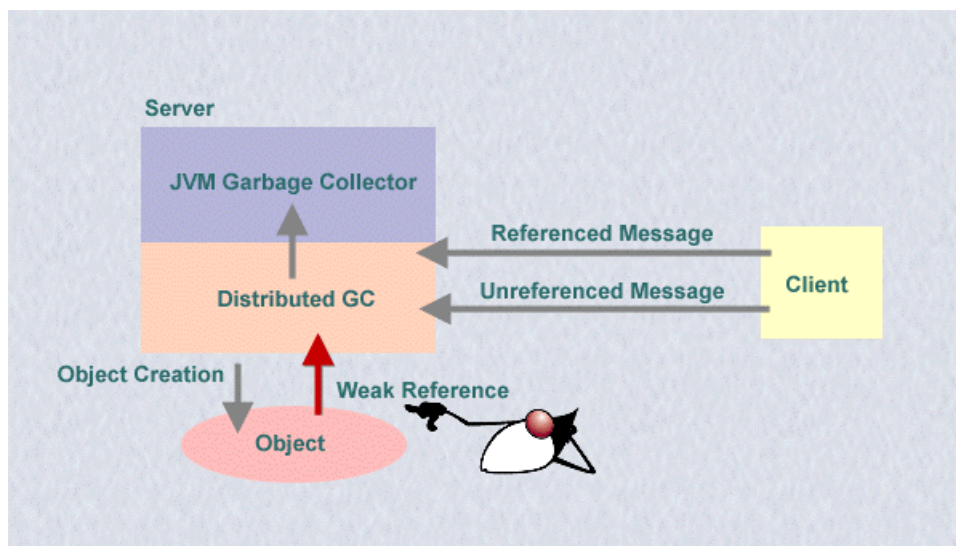 Server
JVM Garbage Collector
Referenced Message
Distributed GC
Unreferenced Message
Client
Object Creation
Weak Reference
Object